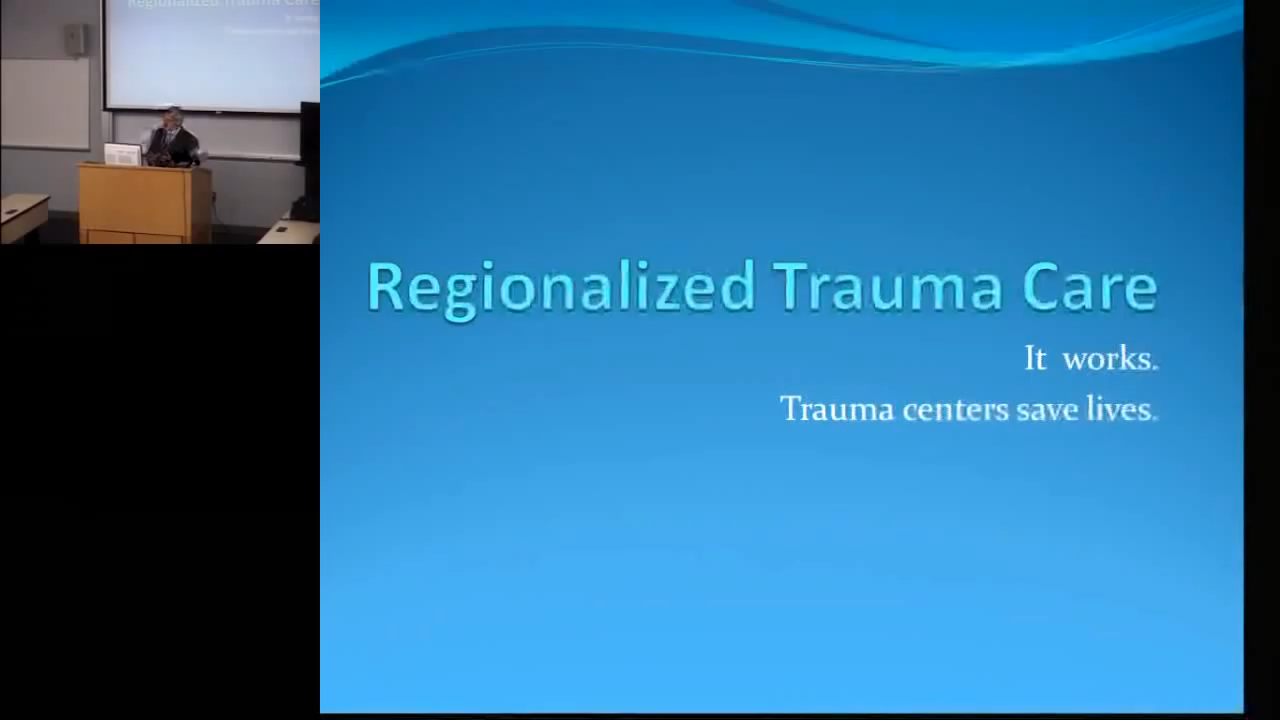 Regionalized Trauma Care
It works.
Trauma centers save lives.